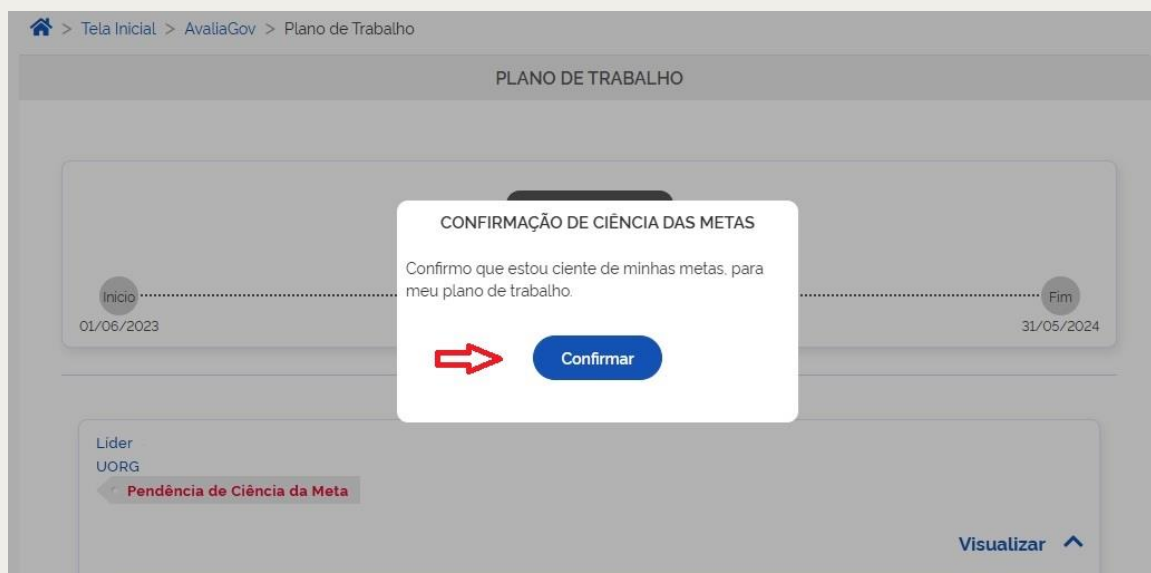 > Tela Inicial > AvaliaGov > Plano de Trabalho
PLANO DE TRABALHO
CONFIRMAÇÃO DE CIÊNCIA DAS METAS
Confirmo que estou ciente de minhas metas, para
meu plano de trabalho.
Início
Fim
01/06/2023
31/05/2024
Confirmar
Líder
UORG
Pendência de Ciência da Meta
Visualizar